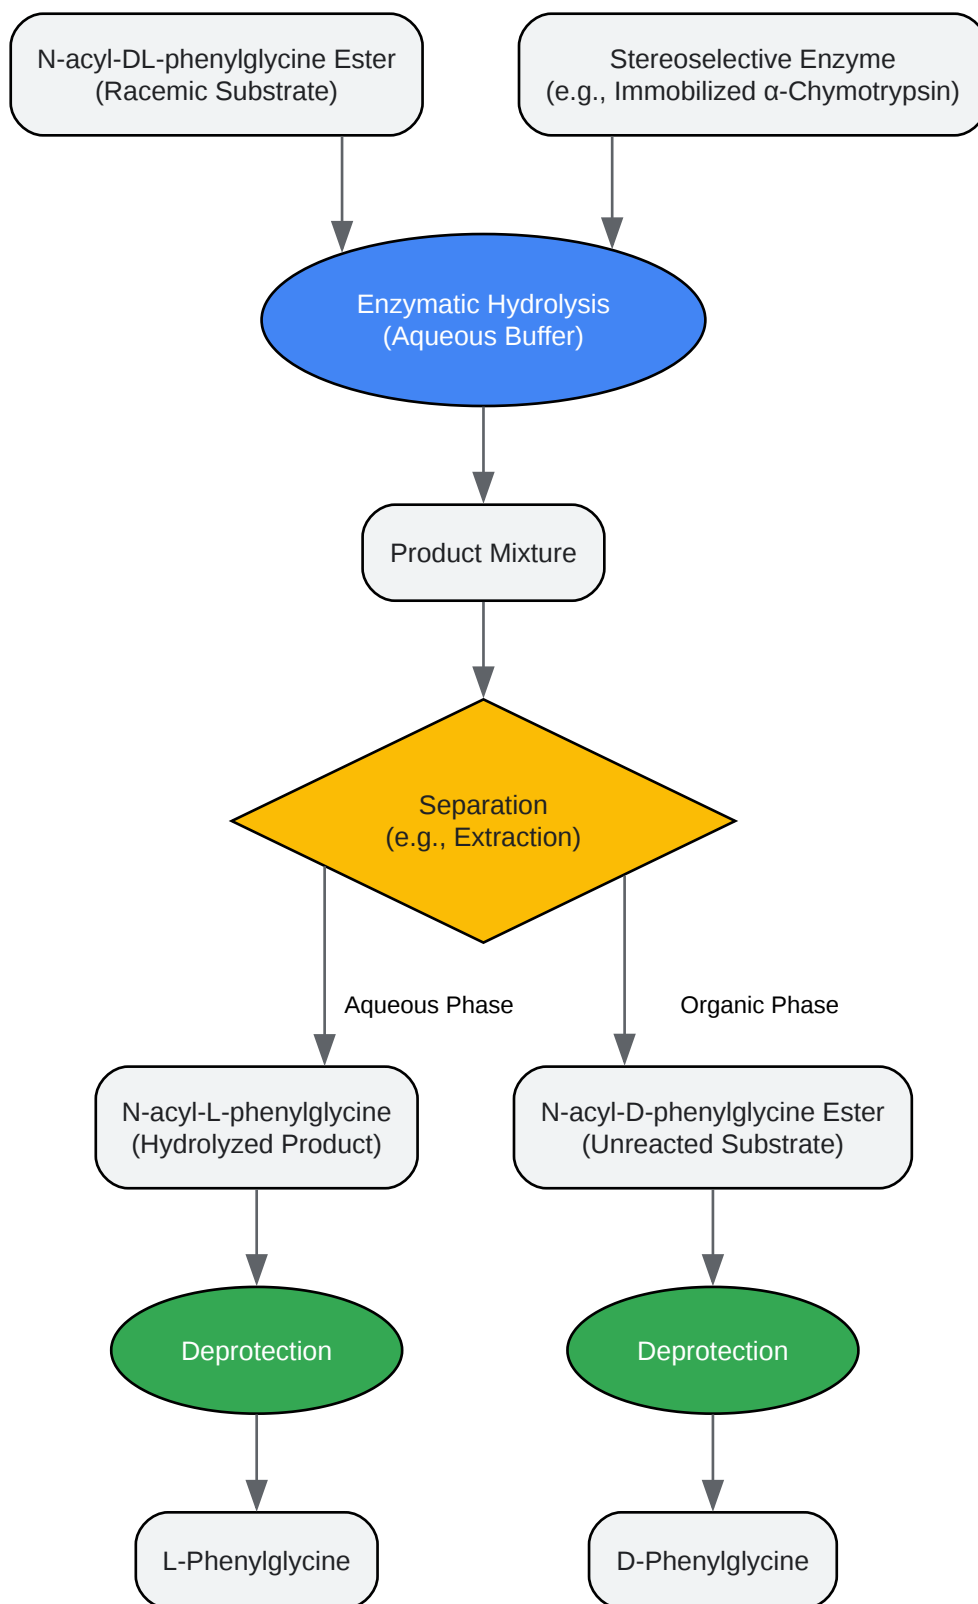 N-acyl-DL-phenylglycine Ester
(Racemic Substrate)
Stereoselective Enzyme
(e.g., Immobilized α-Chymotrypsin)
Enzymatic Hydrolysis
(Aqueous Buffer)
Product Mixture
Separation
(e.g., Extraction)
Aqueous Phase
Organic Phase
N-acyl-L-phenylglycine
(Hydrolyzed Product)
N-acyl-D-phenylglycine Ester
(Unreacted Substrate)
Deprotection
Deprotection
L-Phenylglycine
D-Phenylglycine